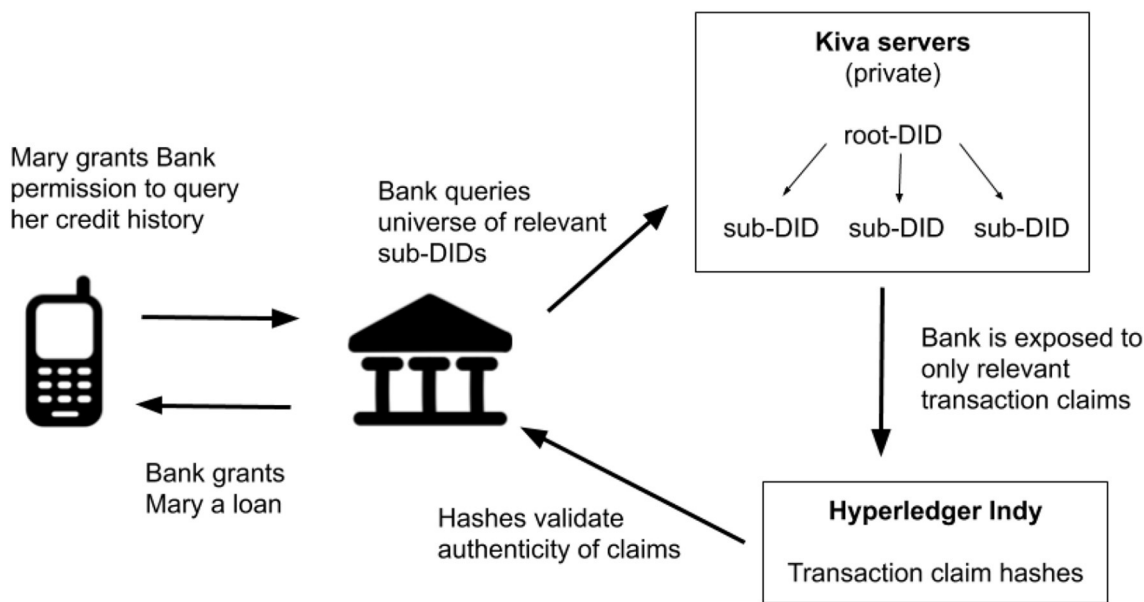 Mary grants Bank
permission to query
her credit history
Bank queries
universe of relevant
sub-DIDs
Kiva servers
(private)
root-DID
sub-DID sub-DID sub-DID
Bank is exposed to
only relevant
transaction claims
Hyperledger Indy
Transaction claim hashes
Hashes validate
authenticity of claims
Bank grants
Mary a loan